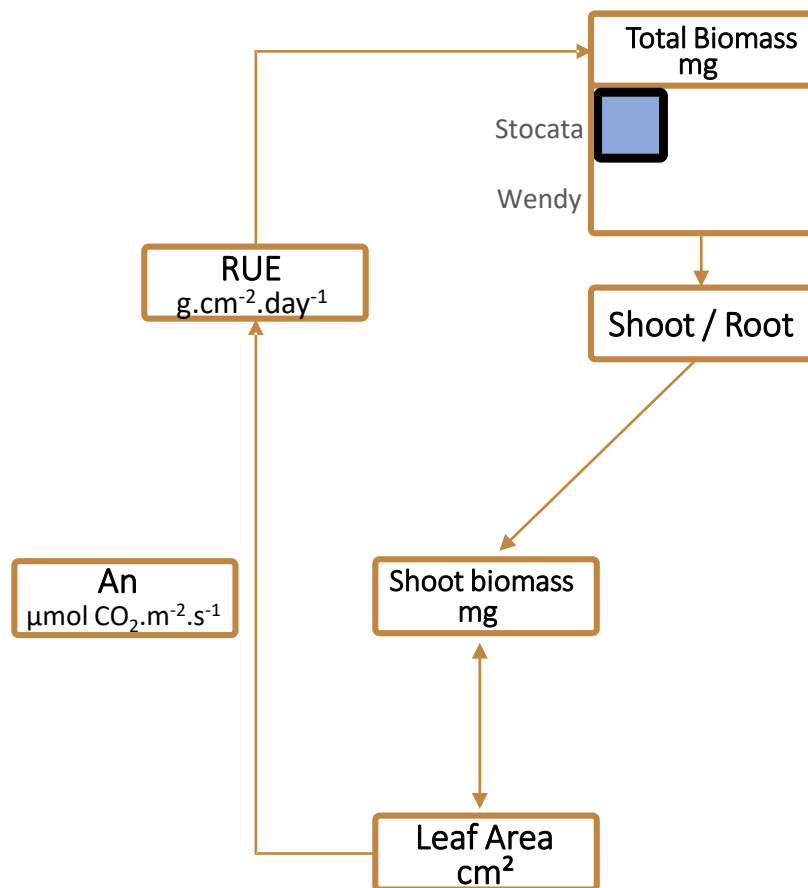 Total Biomass
mg
Stocata
Wendy
RUE
g.cm⁻².day⁻¹
Shoot / Root
An
µmol CO₂.m⁻².s⁻¹
Shoot biomass
mg
Leaf Area
cm²